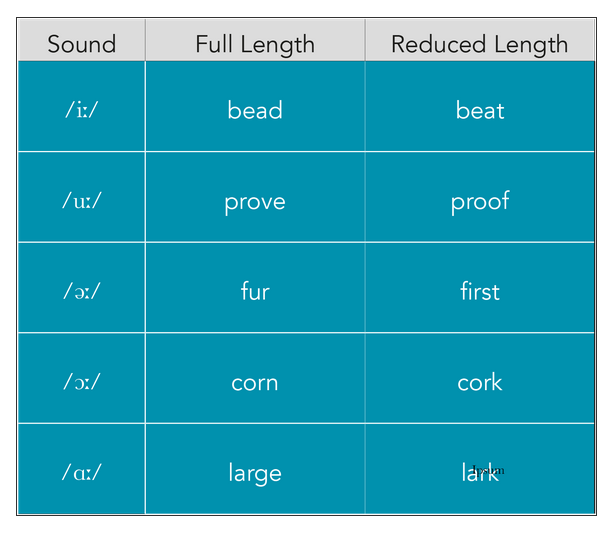 Sound Full Length Reduced Length
/iː/ bead beat
/uː/ prove proof
/əː/ fur first
/ɔː/ corn cork
/ɑː/ large lark